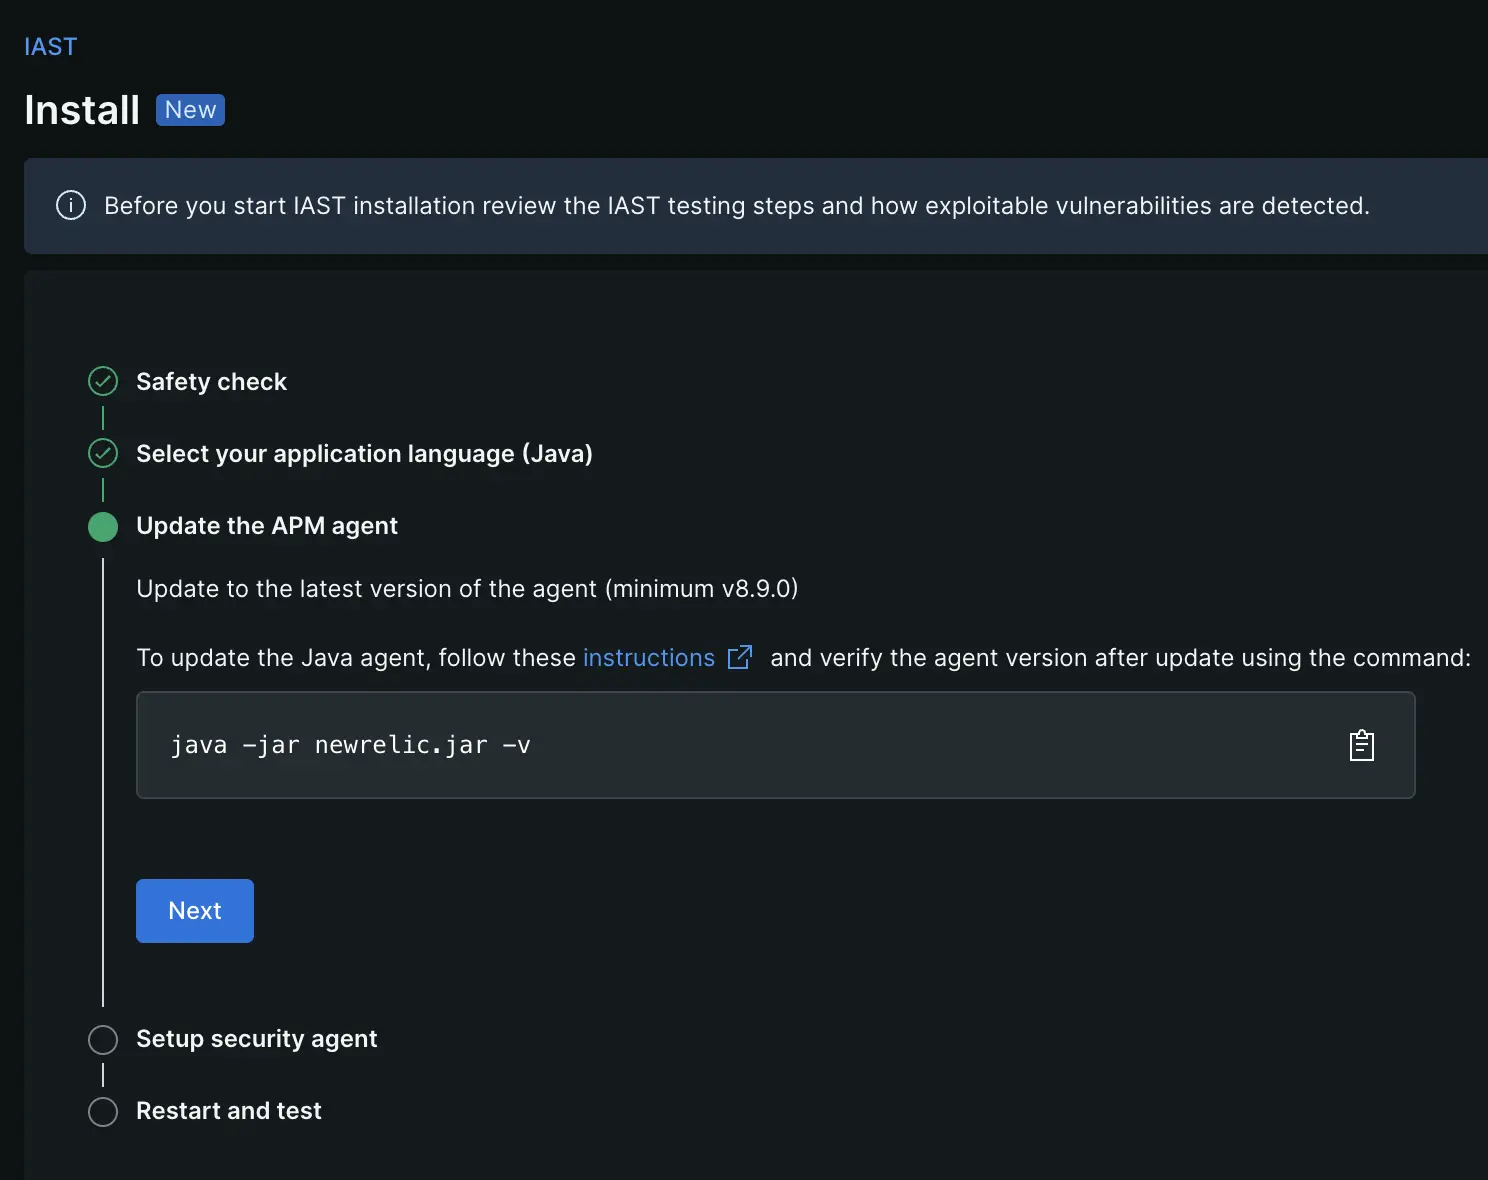 IAST
Install New
Before you start IAST installation review the IAST testing steps and how exploitable vulnerabilities are detected.
Safety check
Select your application language (Java)
Update the APM agent
Update to the latest version of the agent (minimum v8.9.0)
To update the Java agent, follow these instructions and verify the agent version after update using the command:
java -jar newrelic.jar -v
Next
Setup security agent
Restart and test